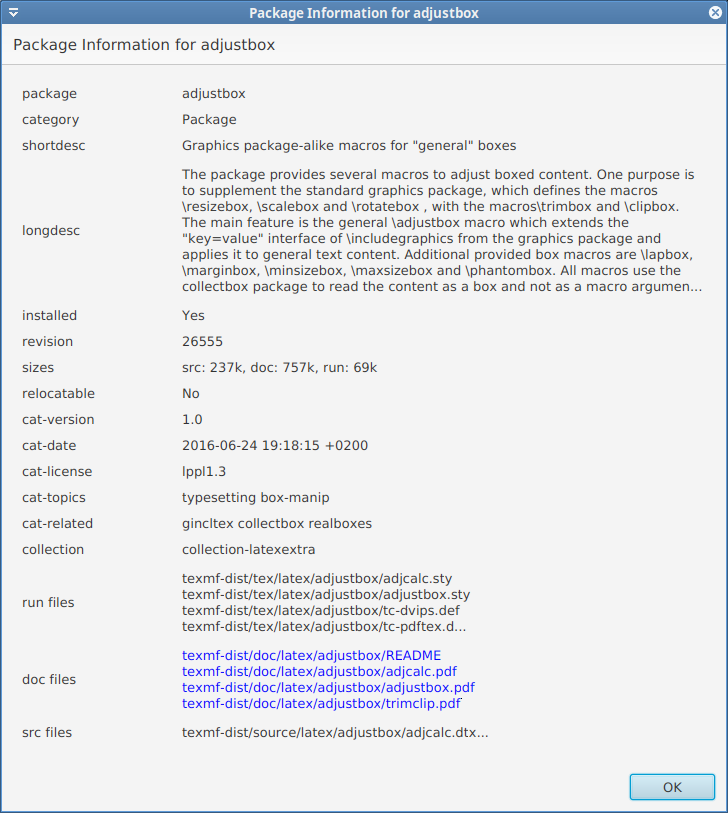 Package Information for adjustbox
Package Information for adjustbox
package adjustbox
category Package
shortdesc Graphics package-alike macros for "general" boxes
longdesc
The package provides several macros to adjust boxed content. One purpose is
to supplement the standard graphics package, which defines the macros
\resizebox, \scalebox and \rotatebox , with the macros\trimbox and \clipbox.
The main feature is the general \adjustbox macro which extends the
"key=value" interface of \includegraphics from the graphics package and
applies it to general text content. Additional provided box macros are \lapbox,
\marginbox, \minsizebox, \maxsizebox and \phantombox. All macros use the
collectbox package to read the content as a box and not as a macro argumen...
installed Yes
revision 26555
sizes src: 237k, doc: 757k, run: 69k
relocatable No
cat-version 1.0
cat-date 2016-06-24 19:18:15 +0200
cat-license lppl1.3
cat-topics typesetting box-manip
cat-related gincltex collectbox realboxes
collection collection-latexextra
run files
texmf-dist/tex/latex/adjustbox/adjcalc.sty
texmf-dist/tex/latex/adjustbox/adjustbox.sty
texmf-dist/tex/latex/adjustbox/tc-dvips.def
texmf-dist/tex/latex/adjustbox/tc-pdftex.d...
doc files
texmf-dist/doc/latex/adjustbox/README
texmf-dist/doc/latex/adjustbox/adjcalc.pdf
texmf-dist/doc/latex/adjustbox/adjustbox.pdf
texmf-dist/doc/latex/adjustbox/trimclip.pdf
src files texmf-dist/source/latex/adjustbox/adjcalc.dtx...
OK